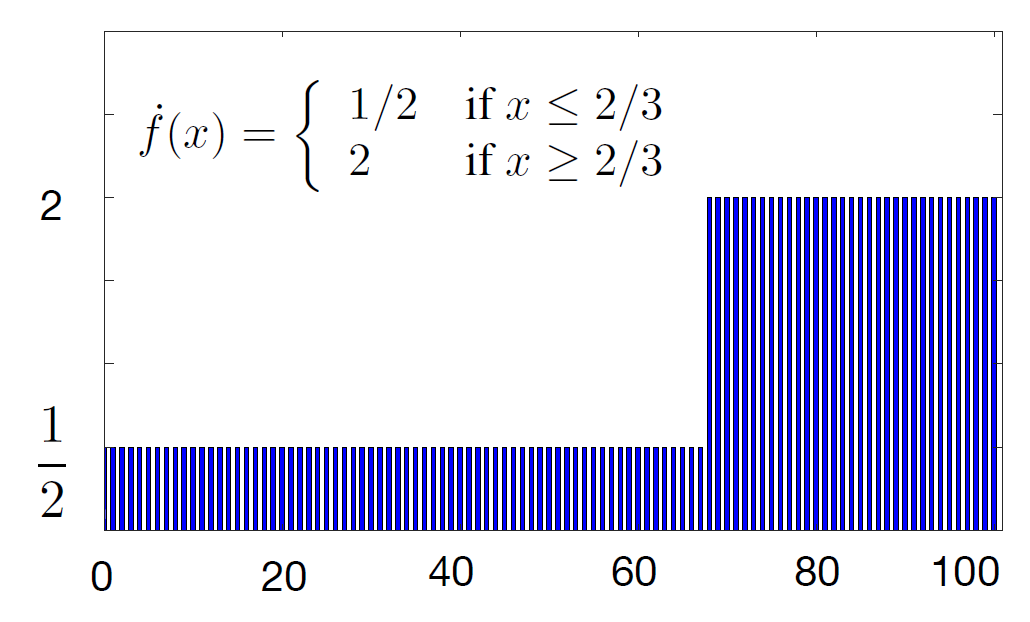 ḟ(x) = { 1/2 if x ≤ 2/3
2 if x ≥ 2/3
2
1/2
0 20 40 60 80 100